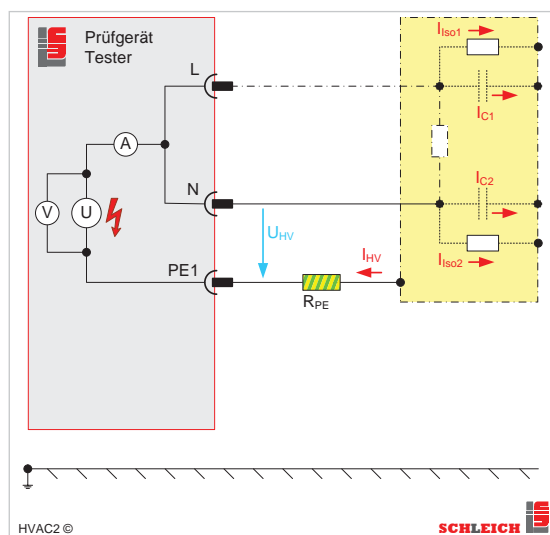 Prüfgerät
Tester
L
A
N
V
U
PE1
U_HV
R_PE
I_HV
I_Iso1
I_C1
I_C2
I_Iso2
HVAC2 ©
SCHLEICH